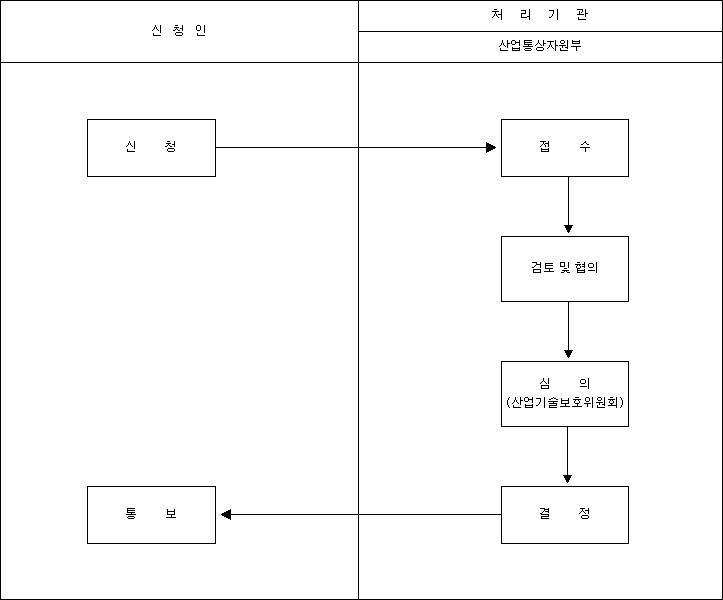 신 청 인
처 리 기 관
산업통상자원부
신 청
접 수
검토 및 협의
심 의
(산업기술보호위원회)
통 보
결 정